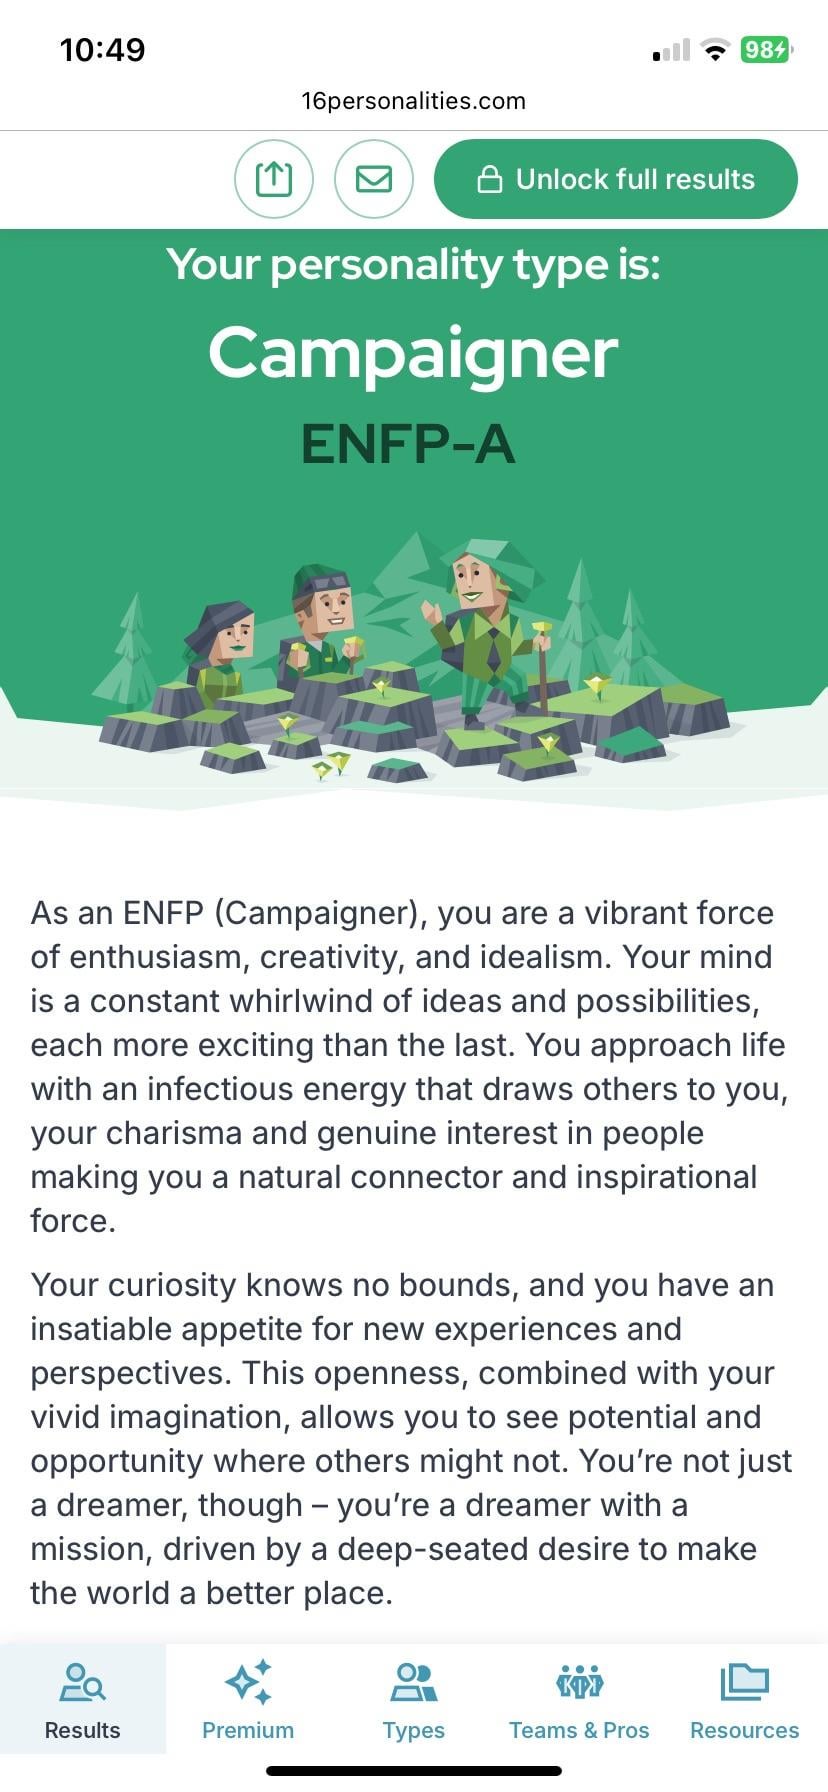 10:49
98
16personalities.com
Unlock full results
Your personality type is:
Campaigner
ENFP-A
As an ENFP (Campaigner), you are a vibrant force
of enthusiasm, creativity, and idealism. Your mind
is a constant whirlwind of ideas and possibilities,
each more exciting than the last. You approach life
with an infectious energy that draws others to you,
your charisma and genuine interest in people
making you a natural connector and inspirational
force.
Your curiosity knows no bounds, and you have an
insatiable appetite for new experiences and
perspectives. This openness, combined with your
vivid imagination, allows you to see potential and
opportunity where others might not. You’re not just
a dreamer, though – you’re a dreamer with a
mission, driven by a deep-seated desire to make
the world a better place.
Results
Premium
Types
Teams & Pros
Resources